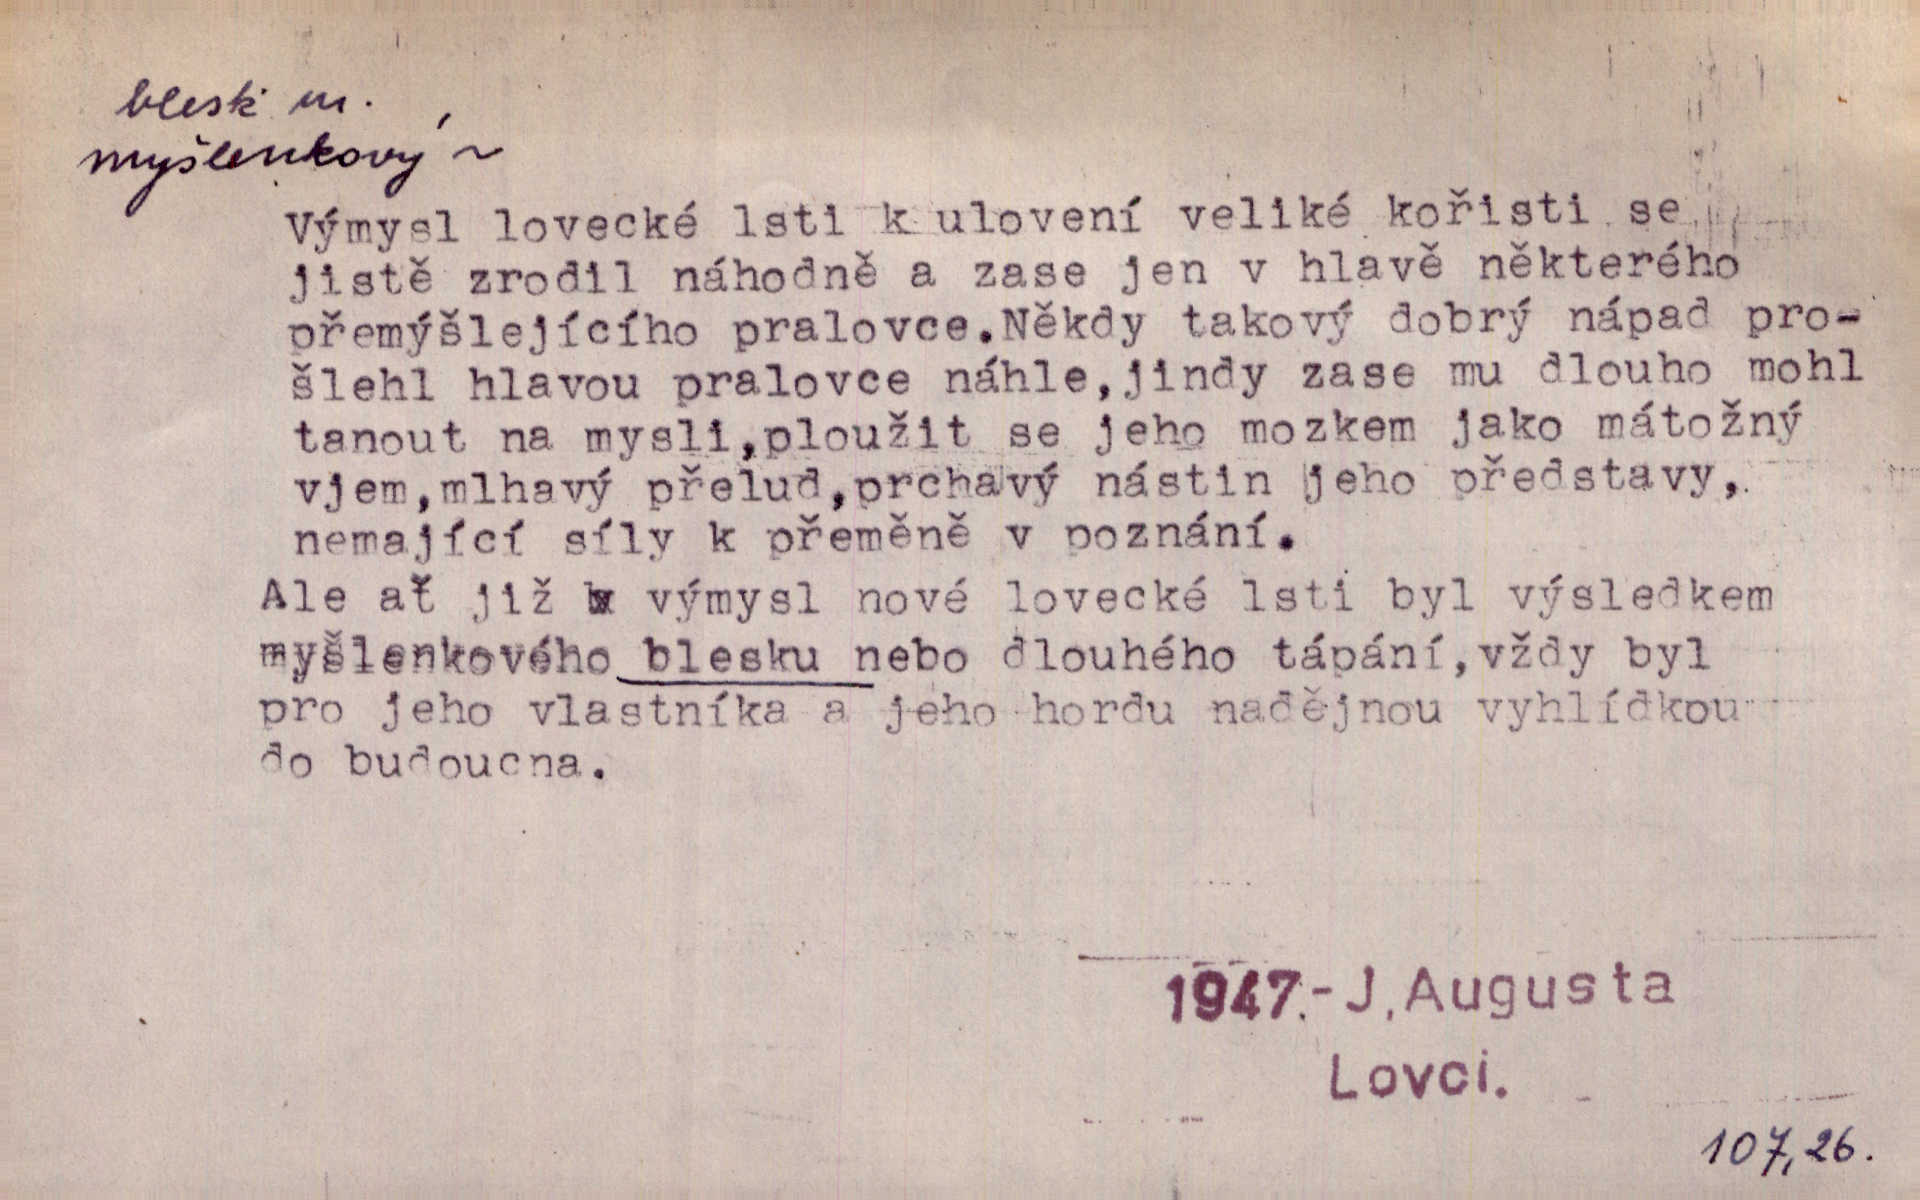 blesk m.
myšlenkový ~
Výmysl lovecké lsti k ulovení veliké kořisti se
jistě zrodil náhodně a zase jen v hlavě některého
přemýšlejícího pralovce.Někdy takový dobrý nápad pro-
šlehl hlavou pralovce náhle,jindy zase mu dlouho mohl
tanout na mysli,ploužit se jeho mozkem jako mátožný
vjem,mlhavý přelud,prchavý nástin jeho představy,
nemající síly k přeměně v poznání.
Ale ať již výmysl nové lovecké lsti byl výsledkem
myšlenkového blesku nebo dlouhého tápání,vždy byl
pro jeho vlastníka a jeho hordu nadějnou vyhlídkou
do budoucna.
1947.-J.Augusta
Lovci.
107,26.